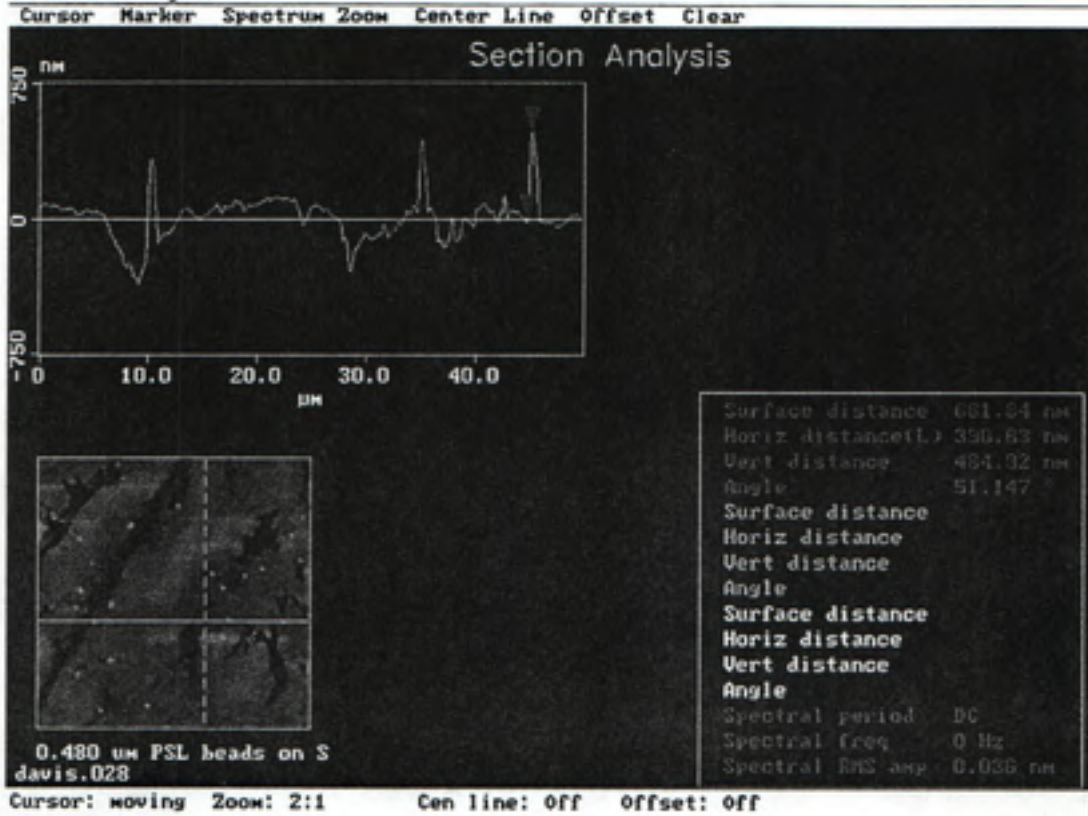 Cursor Marker Spectrum Zoom Center Line Offset Clear
Section Analysis
nm
750
0
-750
0 10.0 20.0 30.0 40.0
µm
Surface distance 681.84 nm
Horiz distance(L) nm
Vert distance 484.82 nm
Angle 51.147
Surface distance
Horiz distance
Vert distance
Angle
Surface distance
Horiz distance
Vert distance
Angle
Spectral period DC
Spectral freq 0 Hz
Spectral RMS amp 0.036 nm
0.480 um PSL beads on S
davis.028
Cursor: moving Zoom: 2:1 Cen line: Off Offset: Off